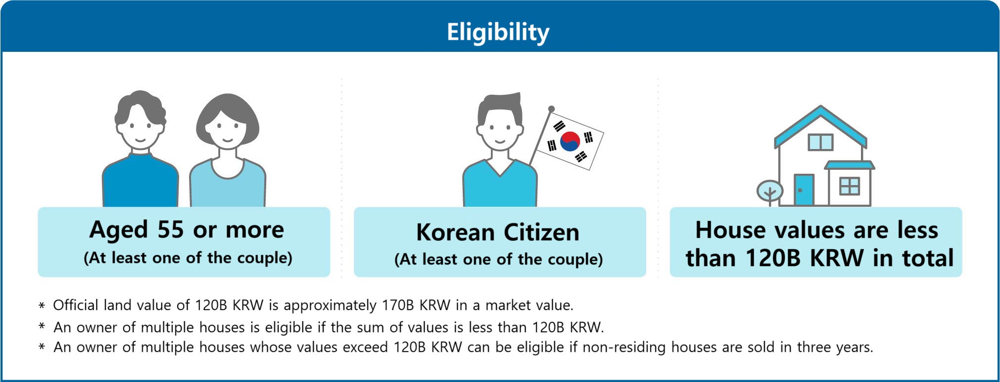 Eligibility
Aged 55 or more
(At least one of the couple)
Korean Citizen
(At least one of the couple)
House values are less
than 120B KRW in total
* Official land value of 120B KRW is approximately 170B KRW in a market value.
* An owner of multiple houses is eligible if the sum of values is less than 120B KRW.
* An owner of multiple houses whose values exceed 120B KRW can be eligible if non-residing houses are sold in three years.